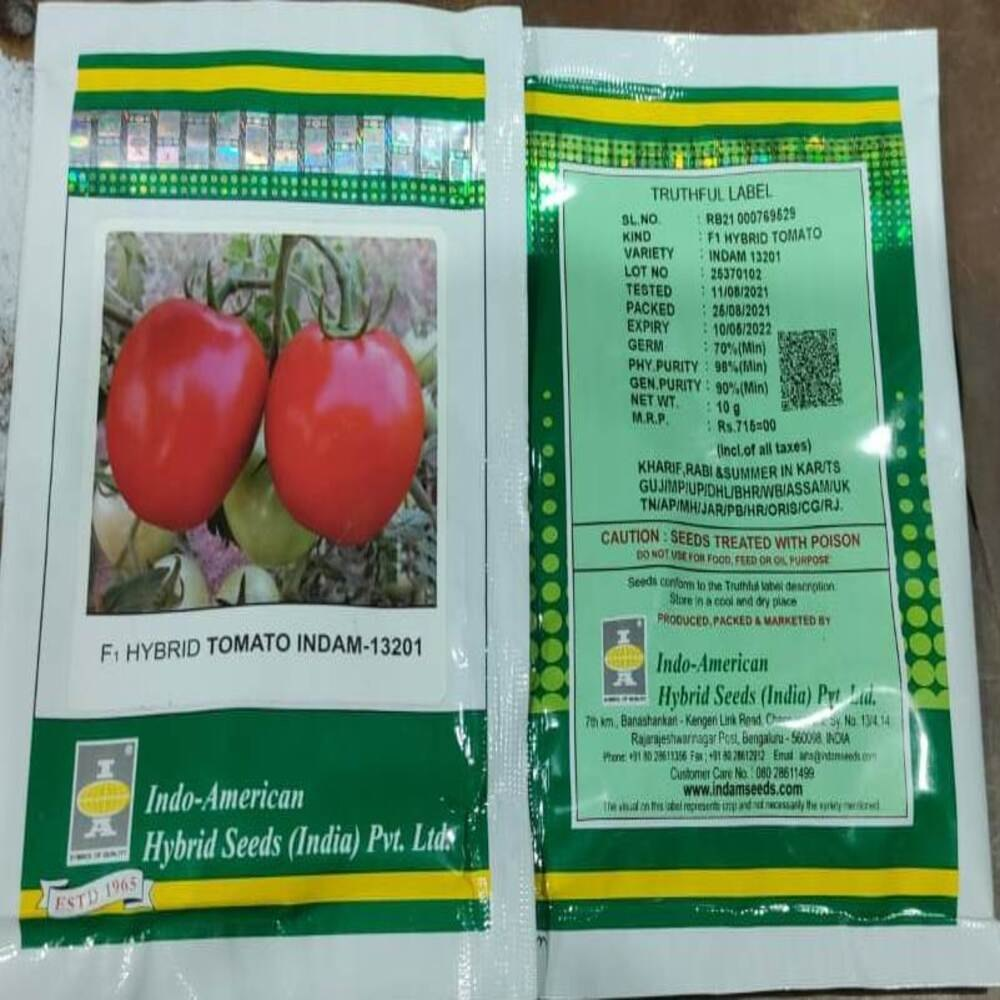 F1 HYBRID TOMATO INDAM-13201
I
A
SYMBOL OF QUALITY
Indo-American
Hybrid Seeds (India) Pvt. Ltd.
ESTD 1965
TRUTHFUL LABEL
SL.NO. : RB21 000769529
KIND : F1 HYBRID TOMATO
VARIETY : INDAM 13201
LOT NO : 25370102
TESTED : 11/08/2021
PACKED : 25/08/2021
EXPIRY : 10/05/2022
GERM : 70%(Min)
PHY.PURITY : 98%(Min)
GEN.PURITY : 90%(Min)
NET WT. : 10 g
M.R.P. : Rs.715=00
(Incl.of all taxes)
KHARIF,RABI &SUMMER IN KAR/TS
GUJ/MP/UP/DHL/BHR/WB/ASSAM/UK
TN/AP/MH/JAR/PB/HR/ORIS/CG/RJ.
CAUTION : SEEDS TREATED WITH POISON
DO NOT USE FOR FOOD, FEED OR OIL PURPOSE
Seeds conform to the Truthful label description.
Store in a cool and dry place
PRODUCED, PACKED & MARKETED BY
I
A
Indo-American
Hybrid Seeds (India) Pvt. Ltd.
7th km., Banashankari - Kengeri Link Road, Sy. No. 13/4,14
Rajarajeshwarinagar Post, Bengaluru - 560098, INDIA
Phone: +91 80 28611356 Fax : +91 80 28612912 Email :
Customer Care No. : 080 28611499
www.indamseeds.com
The visual on this label represents crop and not necessarily the variety mentioned